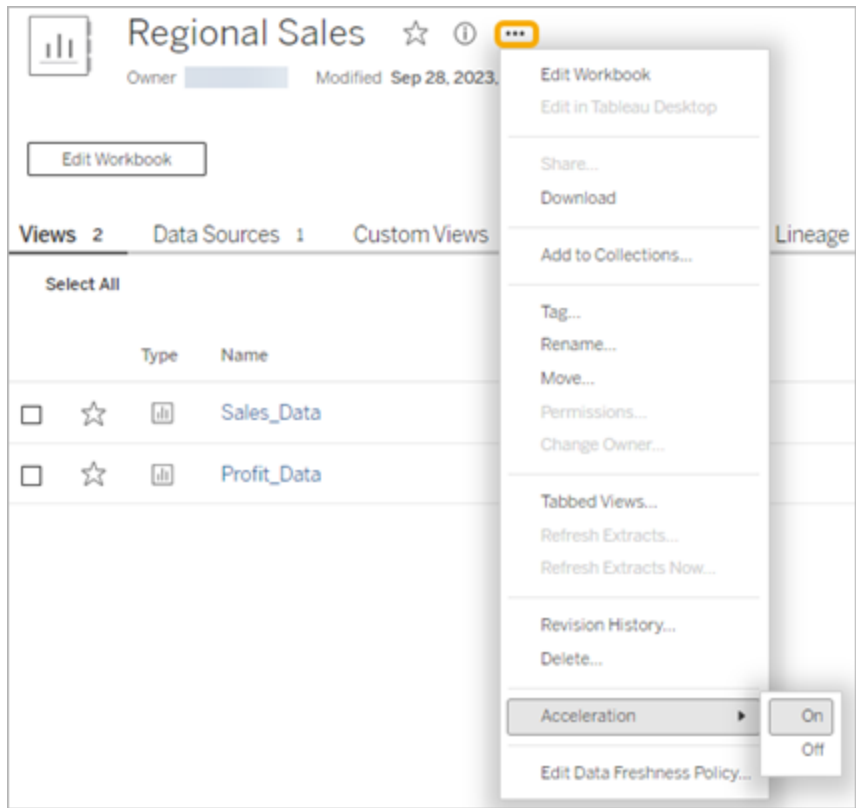 Regional Sales
Owner Modified Sep 28, 2023,
Edit Workbook
Views 2 Data Sources 1 Custom Views Lineage
Select All
Type Name
Sales_Data
Profit_Data
Edit Workbook
Edit in Tableau Desktop
Share...
Download
Add to Collections...
Tag...
Rename...
Move...
Permissions...
Change Owner...
Tabbed Views...
Refresh Extracts...
Refresh Extracts Now...
Revision History...
Delete...
Acceleration
On
Off
Edit Data Freshness Policy...